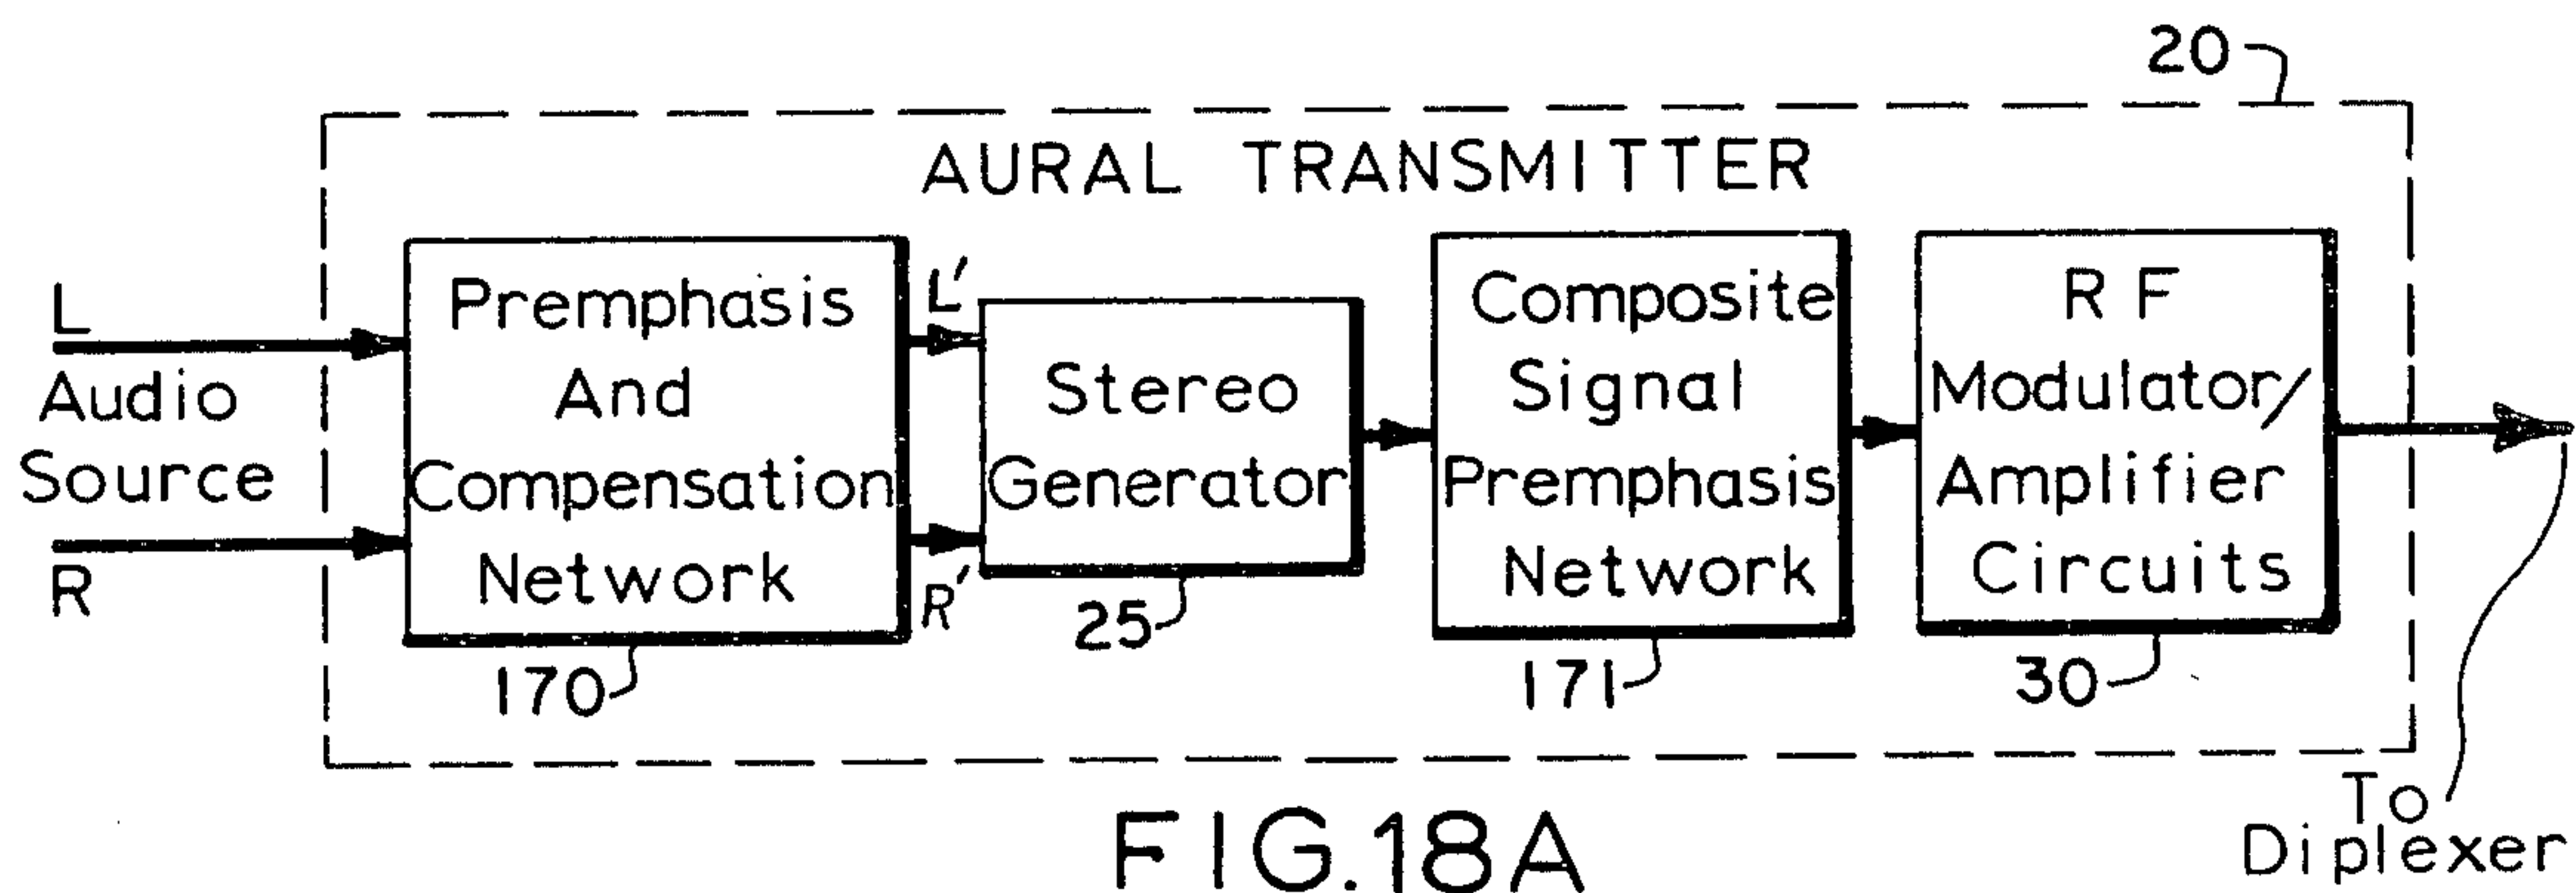 20
AURAL TRANSMITTER
L
Audio
Source
R
Premphasis
And
Compensation
Network
170
L'
R'
Stereo
Generator
25
Composite
Signal
Premphasis
Network
171
RF
Modulator/
Amplifier
Circuits
30
To
Diplexer
FIG.18A